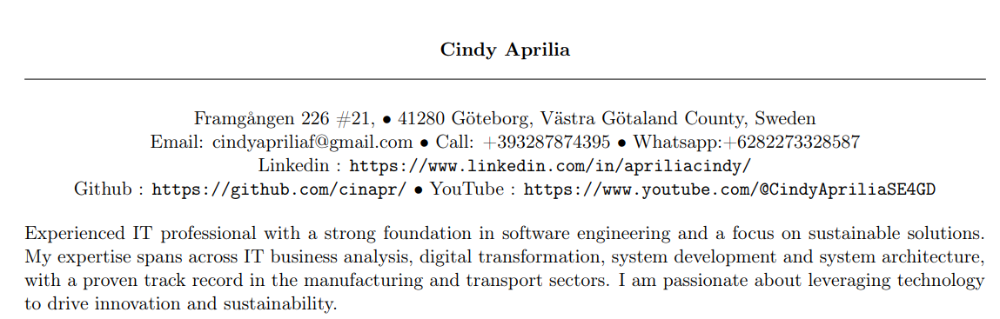 Cindy Aprilia
Framgången 226 #21, • 41280 Göteborg, Västra Götaland County, Sweden
Email: cindyapriliaf@gmail.com • Call: +393287874395 • Whatsapp:+6282273328587
Linkedin : https://www.linkedin.com/in/apriliacindy/
Github : https://github.com/cinapr/ • YouTube : https://www.youtube.com/@CindyApriliaSE4GD
Experienced IT professional with a strong foundation in software engineering and a focus on sustainable solutions.
My expertise spans across IT business analysis, digital transformation, system development and system architecture,
with a proven track record in the manufacturing and transport sectors. I am passionate about leveraging technology
to drive innovation and sustainability.